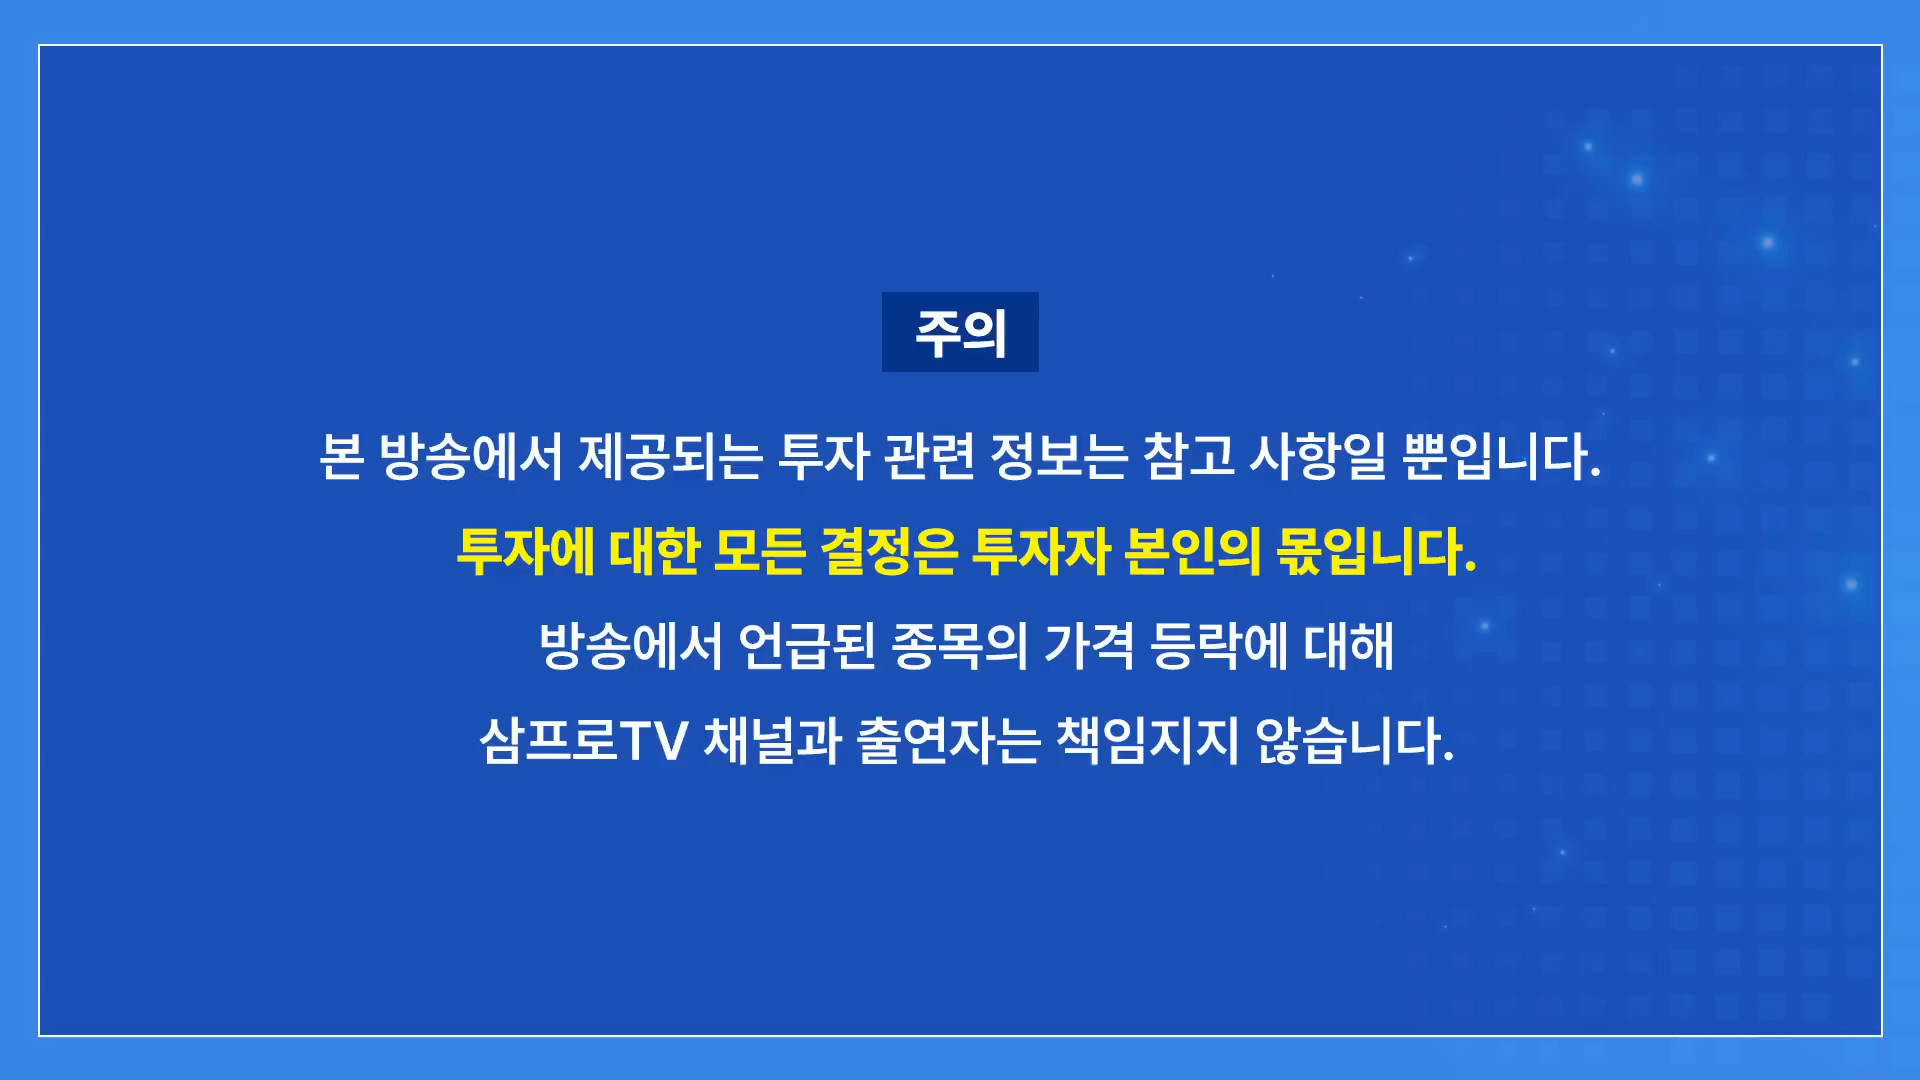 주의
본 방송에서 제공되는 투자 관련 정보는 참고 사항일 뿐입니다.
투자에 대한 모든 결정은 투자자 본인의 몫입니다.
방송에서 언급된 종목의 가격 등락에 대해
삼프로TV 채널과 출연자는 책임지지 않습니다.